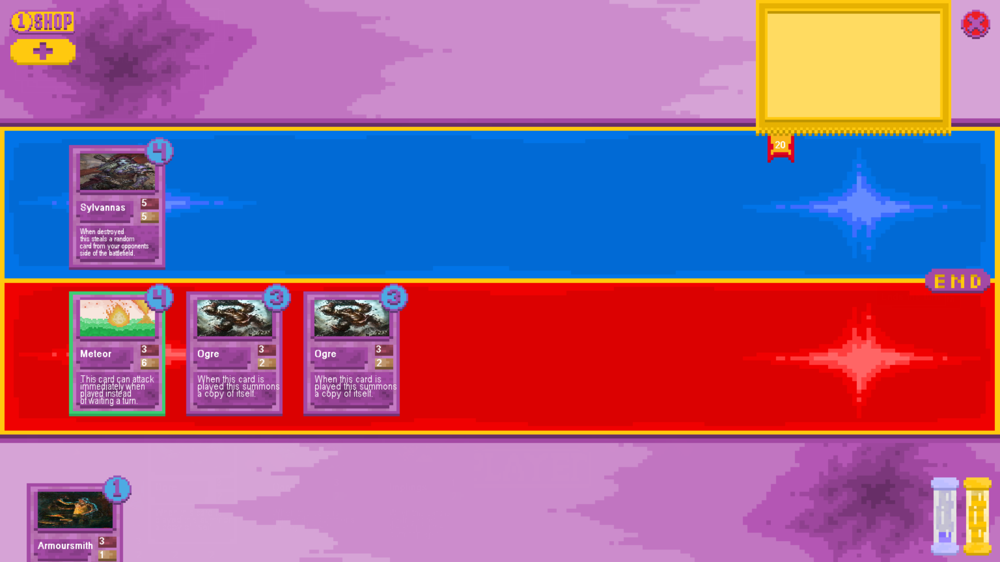 1 SHOP
+
20
4
Sylvannas
5
5
When destroyed
this steals a random
card from your opponents
side of the battlefield.
END
4
Meteor
3
6
This card can attack
immediately when
played instead
of waiting a turn.
3
Ogre
3
2
When this card is
played this summons
a copy of itself.
3
Ogre
3
2
When this card is
played this summons
a copy of itself.
1
Armoursmith
3
1